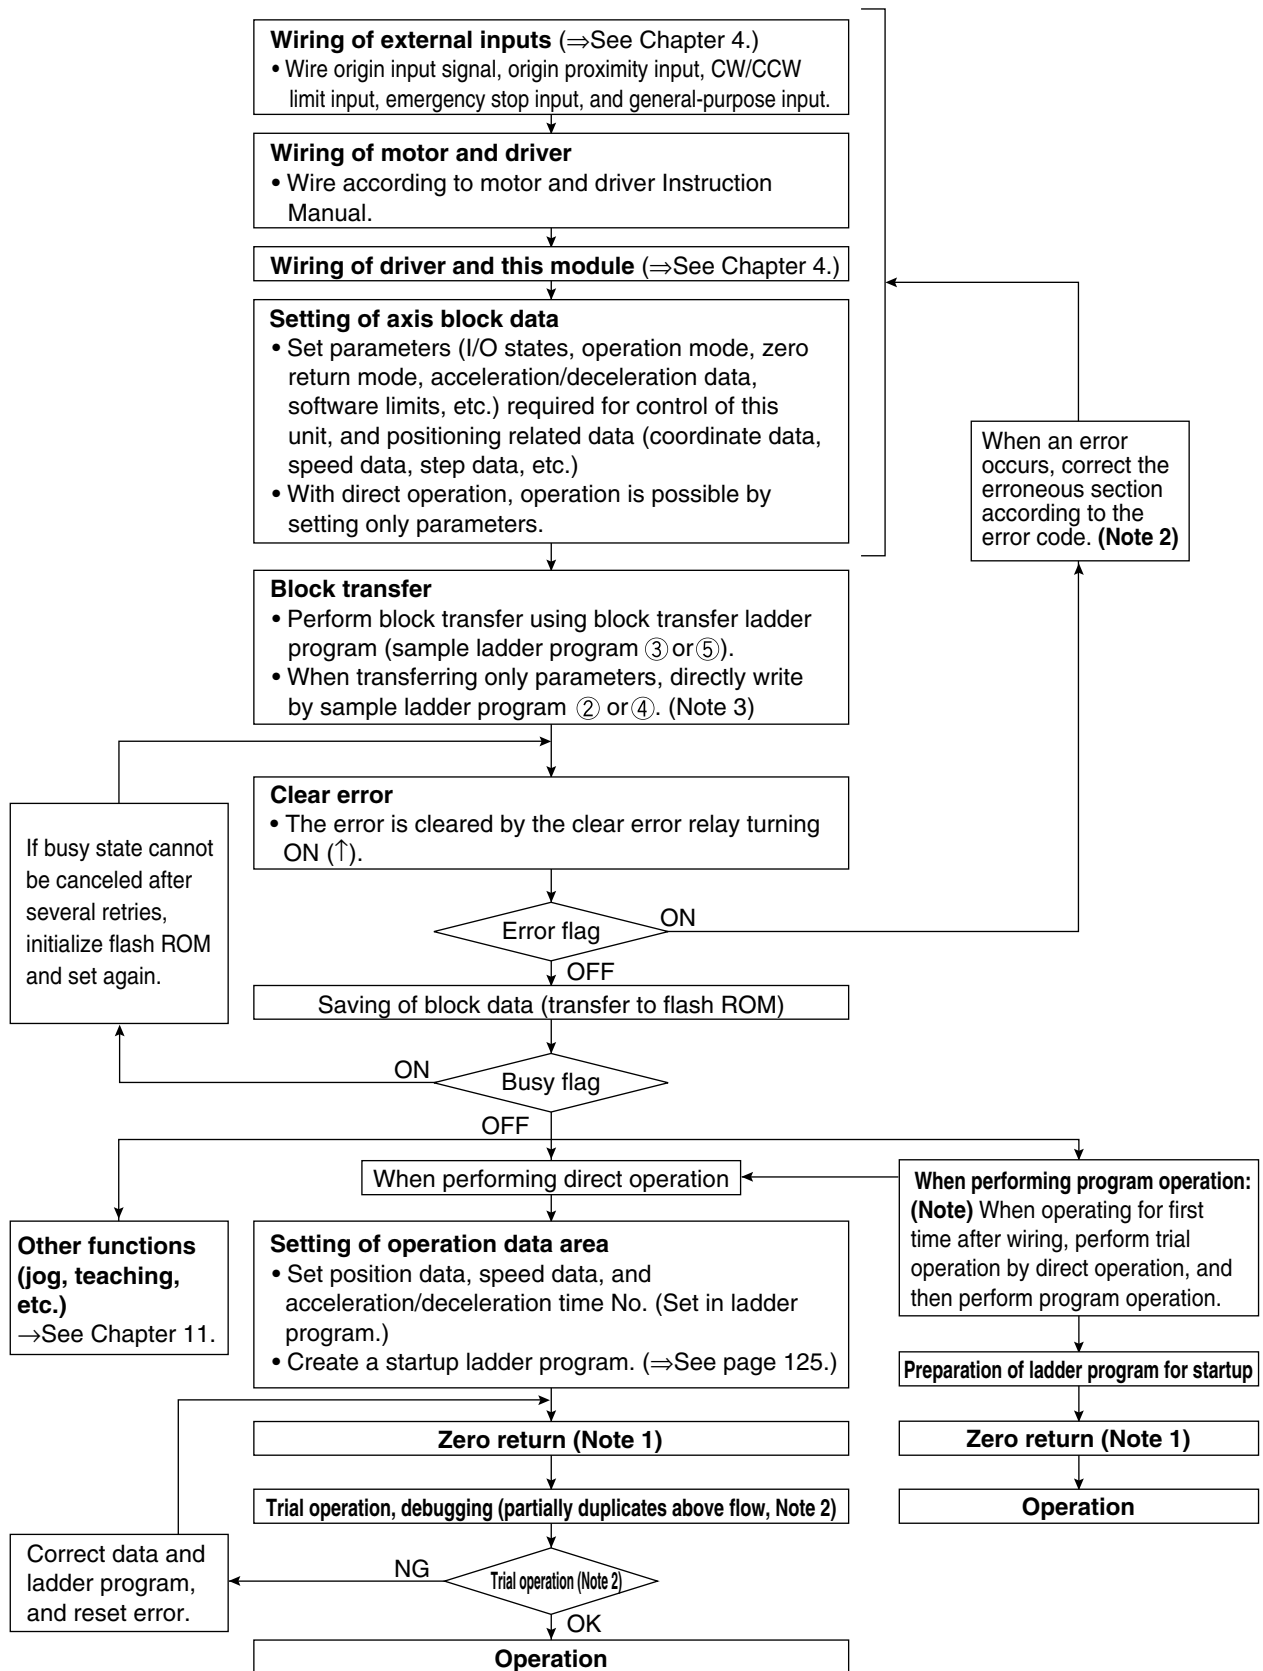 Wiring of external inputs (⇒See Chapter 4.)
• Wire origin input signal, origin proximity input, CW/CCW
limit input, emergency stop input, and general-purpose input.
Wiring of motor and driver
• Wire according to motor and driver Instruction
Manual.
Wiring of driver and this module (⇒See Chapter 4.)
Setting of axis block data
• Set parameters (I/O states, operation mode, zero
return mode, acceleration/deceleration data,
software limits, etc.) required for control of this
unit, and positioning related data (coordinate data,
speed data, step data, etc.)
• With direct operation, operation is possible by
setting only parameters.
When an error
occurs, correct the
erroneous section
according to the
error code. (Note 2)
Block transfer
• Perform block transfer using block transfer ladder
program (sample ladder program ③ or ⑤).
• When transferring only parameters, directly write
by sample ladder program ② or ④. (Note 3)
Clear error
• The error is cleared by the clear error relay turning
ON (↑).
If busy state cannot
be canceled after
several retries,
initialize flash ROM
and set again.
Error flag
ON
OFF
Saving of block data (transfer to flash ROM)
ON
Busy flag
OFF
When performing direct operation
When performing program operation:
(Note) When operating for first
time after wiring, perform trial
operation by direct operation, and
then perform program operation.
Other functions
(jog, teaching,
etc.)
→See Chapter 11.
Setting of operation data area
• Set position data, speed data, and
acceleration/deceleration time No. (Set in ladder
program.)
• Create a startup ladder program. (⇒See page 125.)
Preparation of ladder program for startup
Zero return (Note 1)
Zero return (Note 1)
Trial operation, debugging (partially duplicates above flow, Note 2)
Operation
Correct data and
ladder program,
and reset error.
NG
Trial operation (Note 2)
OK
Operation